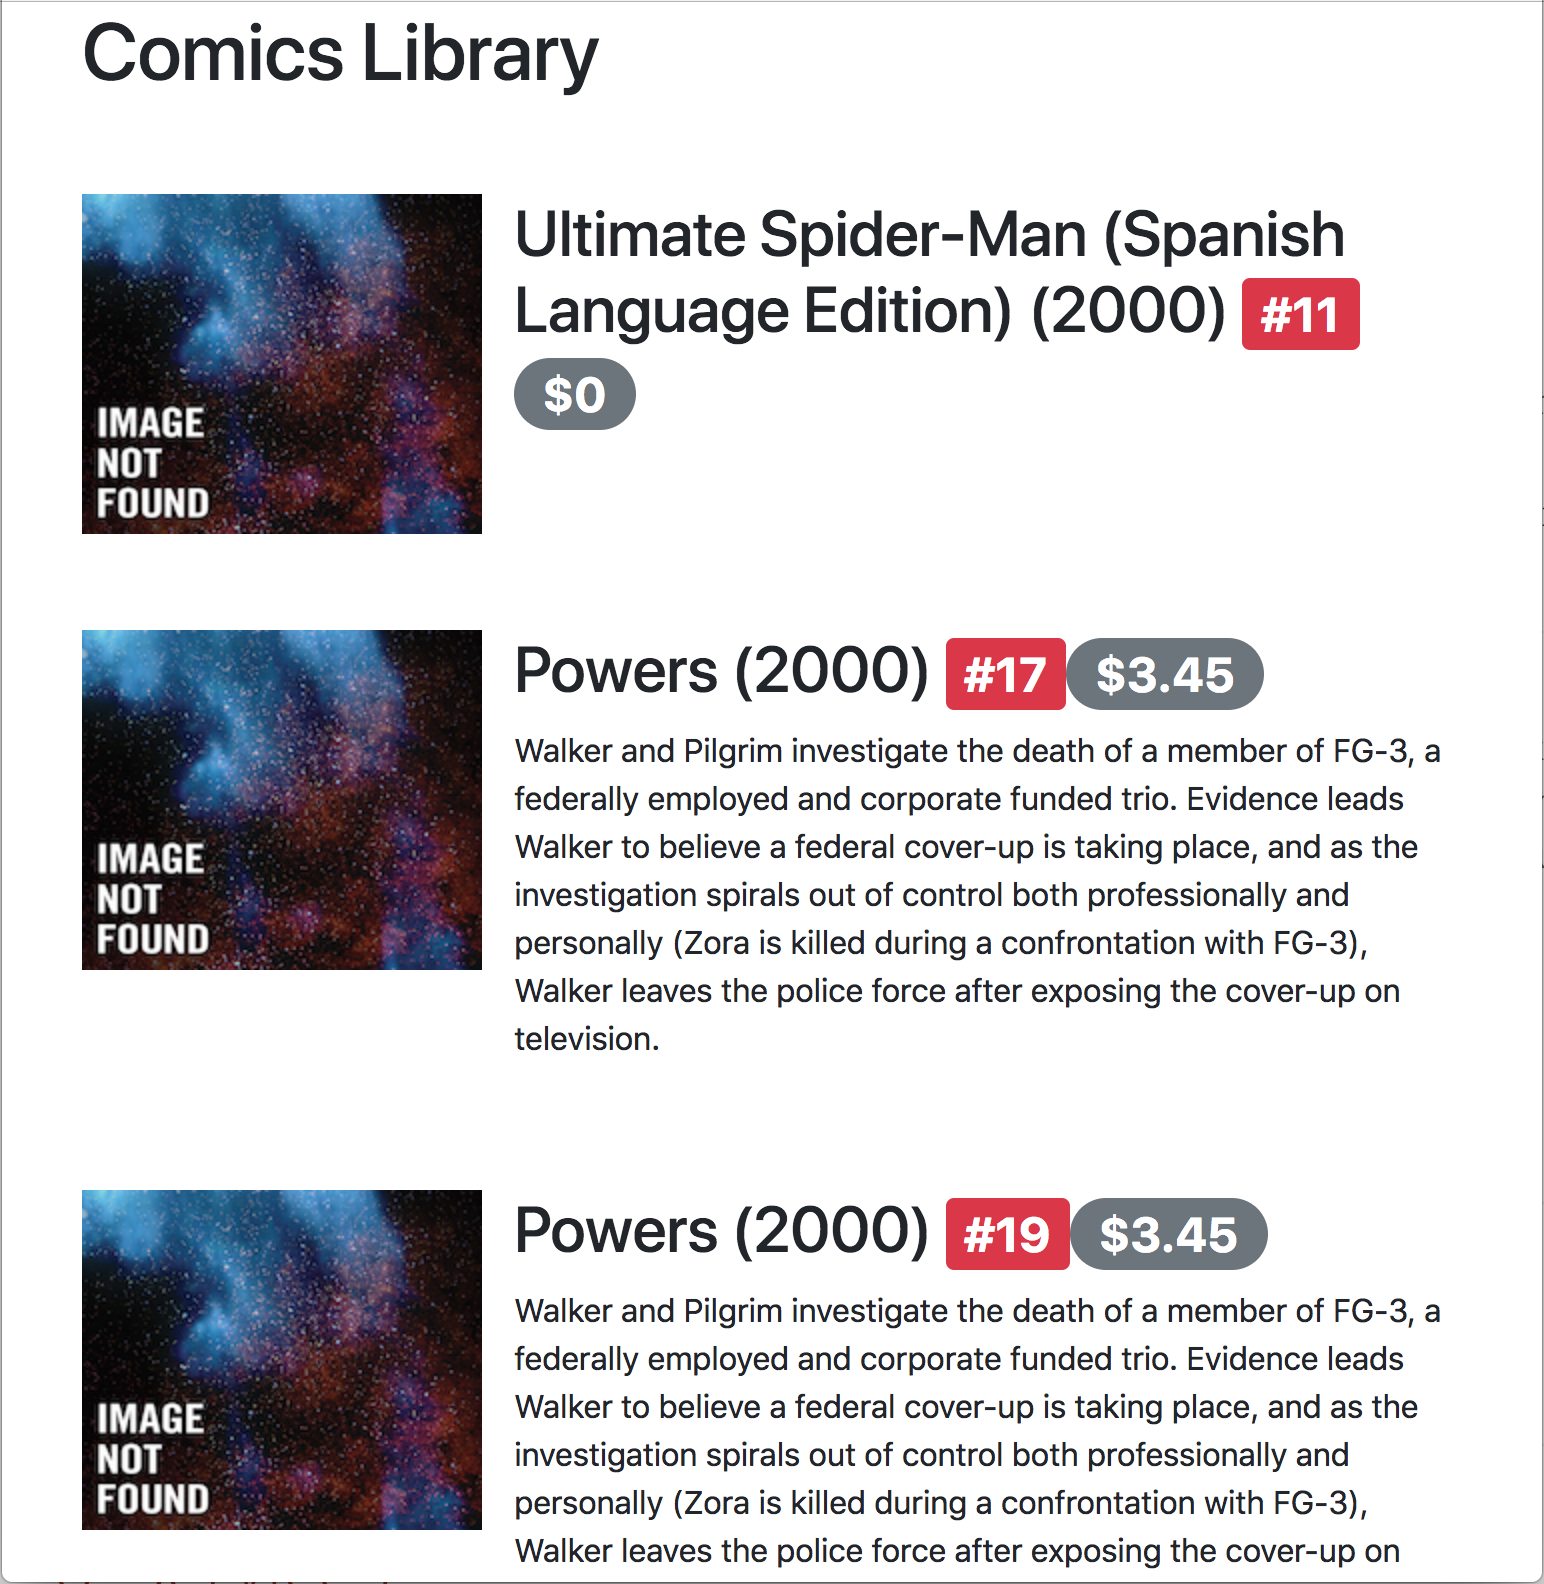 Comics Library
Ultimate Spider-Man (Spanish
Language Edition) (2000) #11
$0
IMAGE
NOT
FOUND
Powers (2000) #17 $3.45
Walker and Pilgrim investigate the death of a member of FG-3, a
federally employed and corporate funded trio. Evidence leads
Walker to believe a federal cover-up is taking place, and as the
investigation spirals out of control both professionally and
personally (Zora is killed during a confrontation with FG-3),
Walker leaves the police force after exposing the cover-up on
television.
IMAGE
NOT
FOUND
Powers (2000) #19 $3.45
Walker and Pilgrim investigate the death of a member of FG-3, a
federally employed and corporate funded trio. Evidence leads
Walker to believe a federal cover-up is taking place, and as the
investigation spirals out of control both professionally and
personally (Zora is killed during a confrontation with FG-3),
Walker leaves the police force after exposing the cover-up on
IMAGE
NOT
FOUND